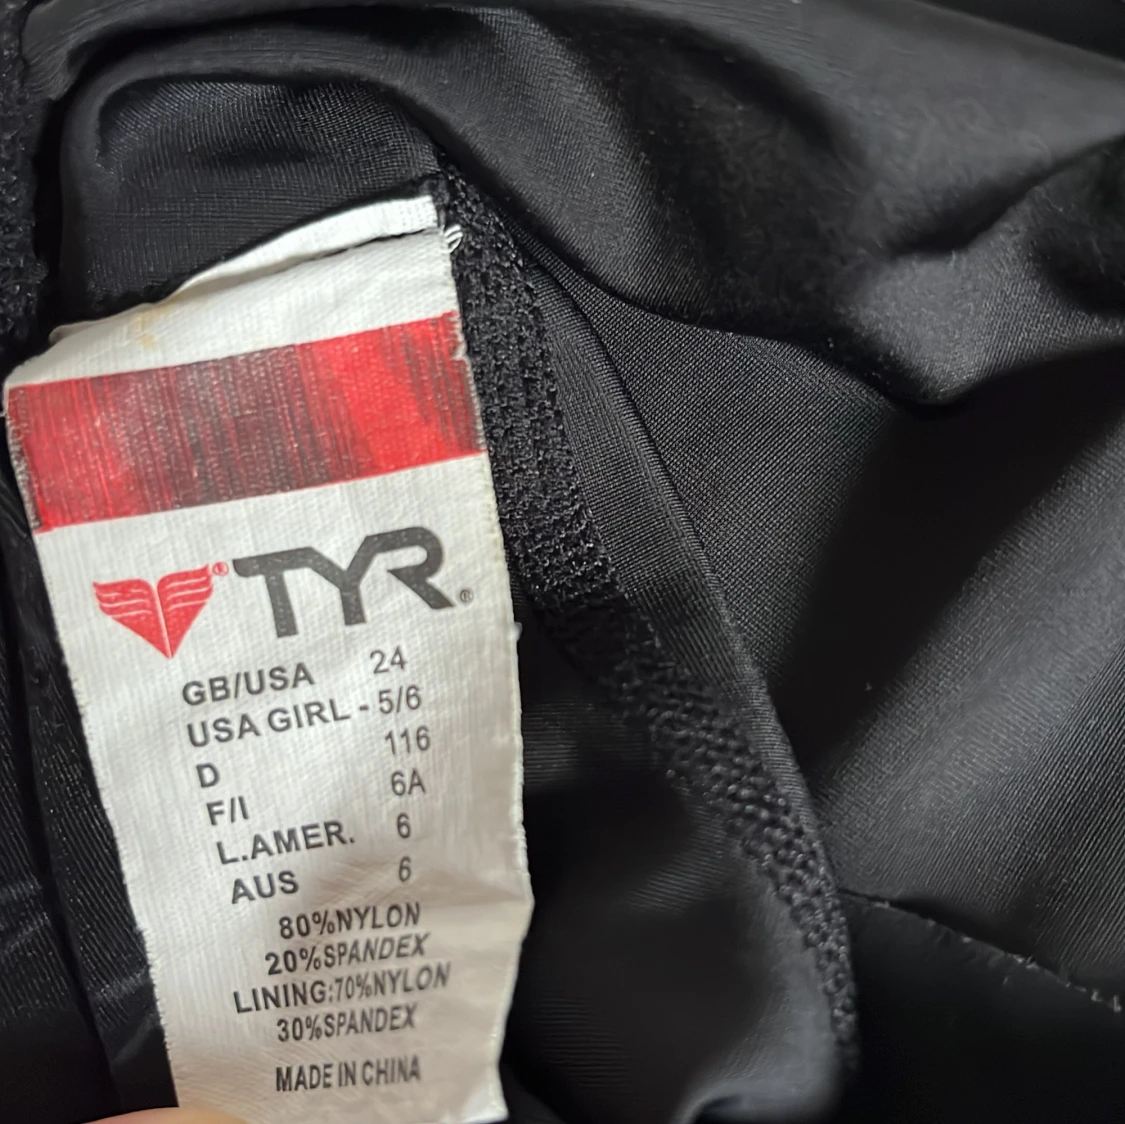 ® TYR®
GB/USA 24
USA GIRL - 5/6
D 116
F/I 6A
L.AMER. 6
AUS 6
80%NYLON
20%SPANDEX
LINING:70%NYLON
30%SPANDEX
MADE IN CHINA